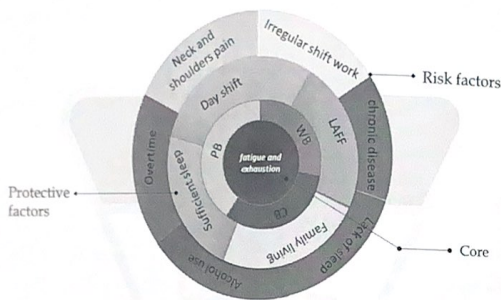 Neck and
shoulders pain
Irregular shift work
Risk factors
Day shift
LAFF
chronic disease
Overtime
PB
WB
fatigue and
exhaustion
Protective
factors
Sufficient sleep
CB
Family living
Lack of sleep
Core
Alcohol use